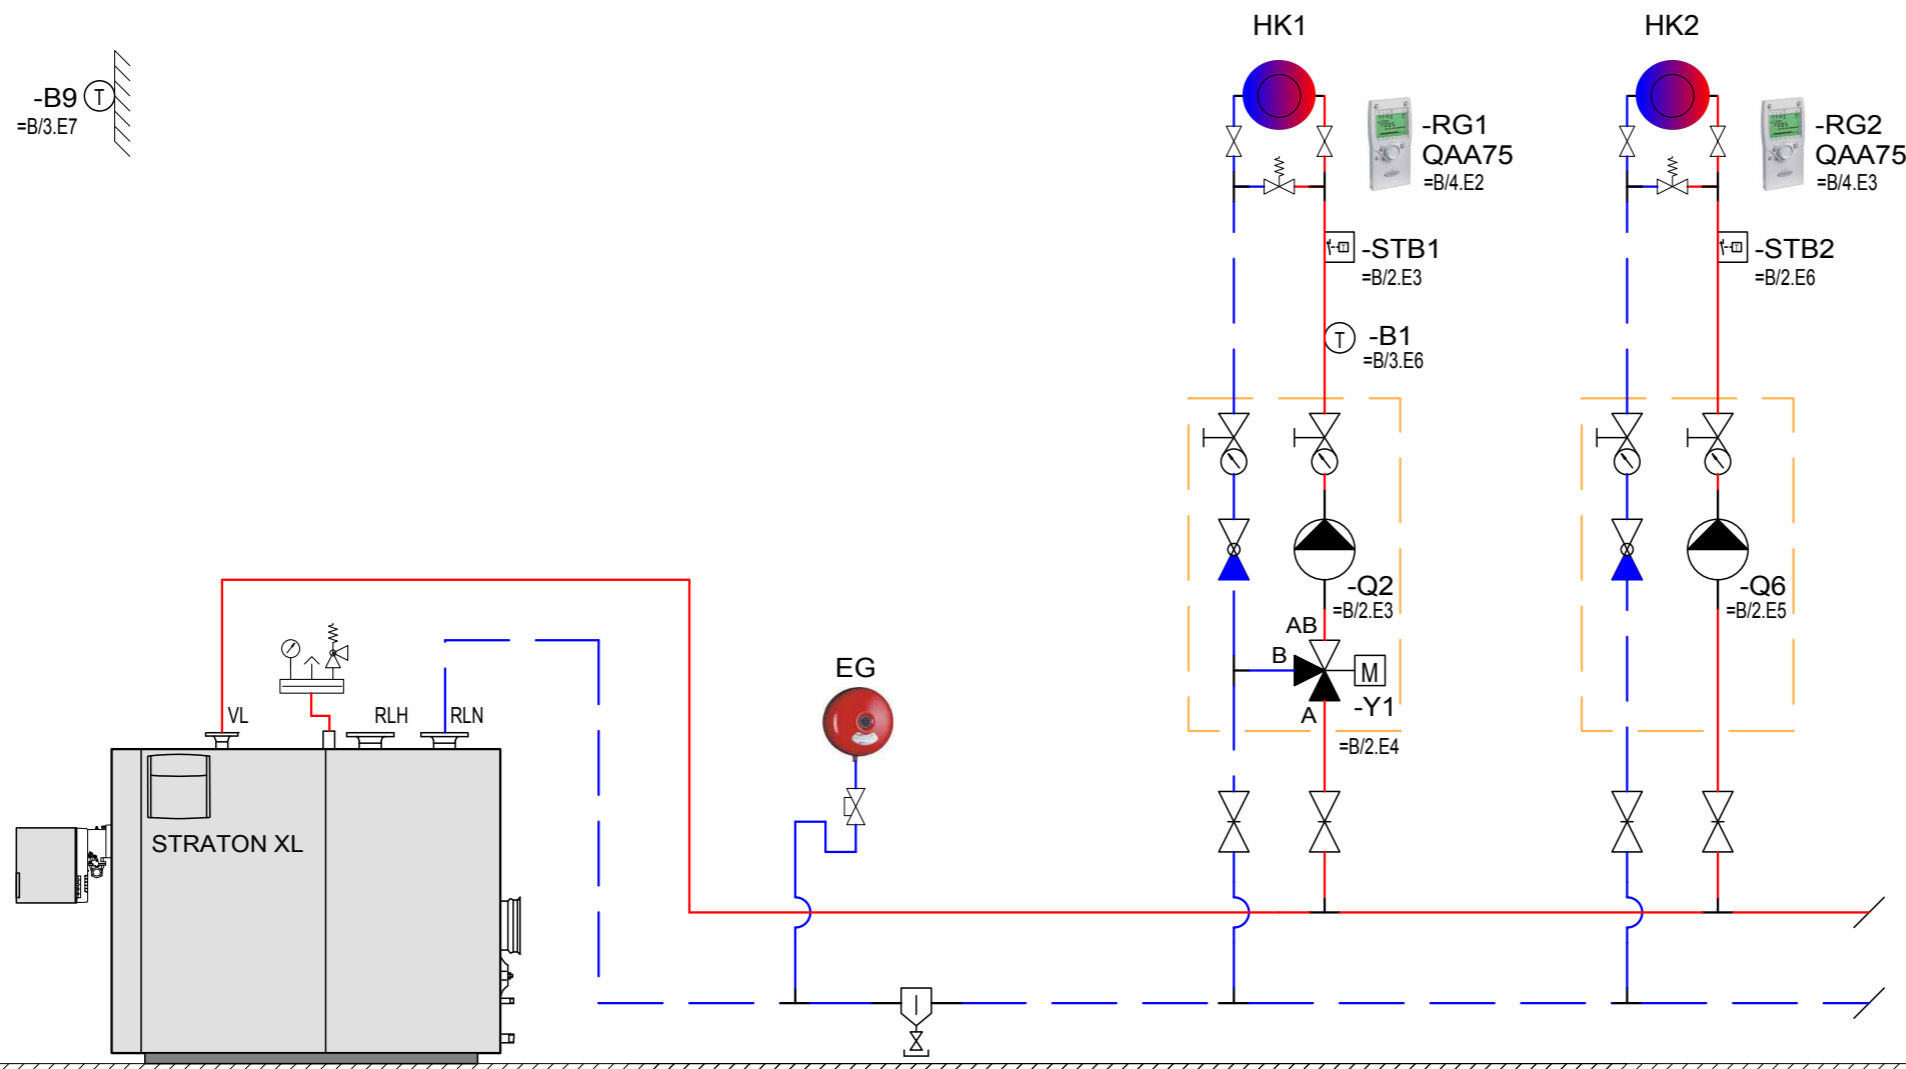 HK1
HK2
-B9
T
=B/3.E7
-RG1
QAA75
=B/4.E2
-RG2
QAA75
=B/4.E3
-STB1
=B/2.E3
-STB2
=B/2.E6
T
-B1
=B/3.E6
-Q2
=B/2.E3
-Q6
=B/2.E5
AB
B
M
A
-Y1
=B/2.E4
EG
VL
RLH
RLN
STRATON XL